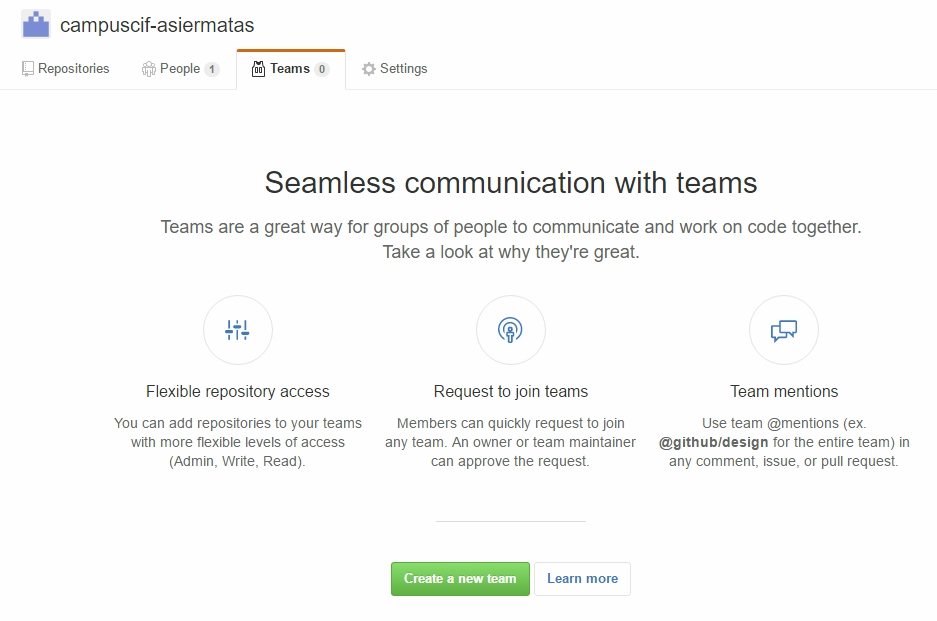 campuscif-asiermatas
Repositories People 1 Teams 0 Settings
Seamless communication with teams
Teams are a great way for groups of people to communicate and work on code together.
Take a look at why they're great.
Flexible repository access
You can add repositories to your teams
with more flexible levels of access
(Admin, Write, Read).
Request to join teams
Members can quickly request to join
any team. An owner or team maintainer
can approve the request.
Team mentions
Use team @mentions (ex.
@github/design for the entire team) in
any comment, issue, or pull request.
Create a new team Learn more